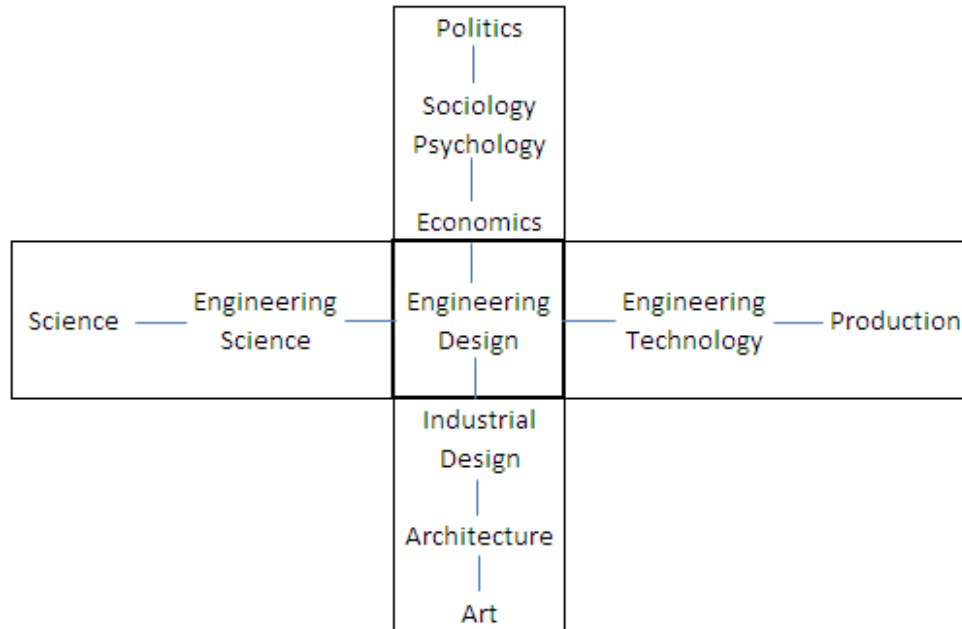 Politics
Sociology
Psychology
Economics
Science
Engineering
Science
Engineering
Design
Engineering
Technology
Production
Industrial
Design
Architecture
Art